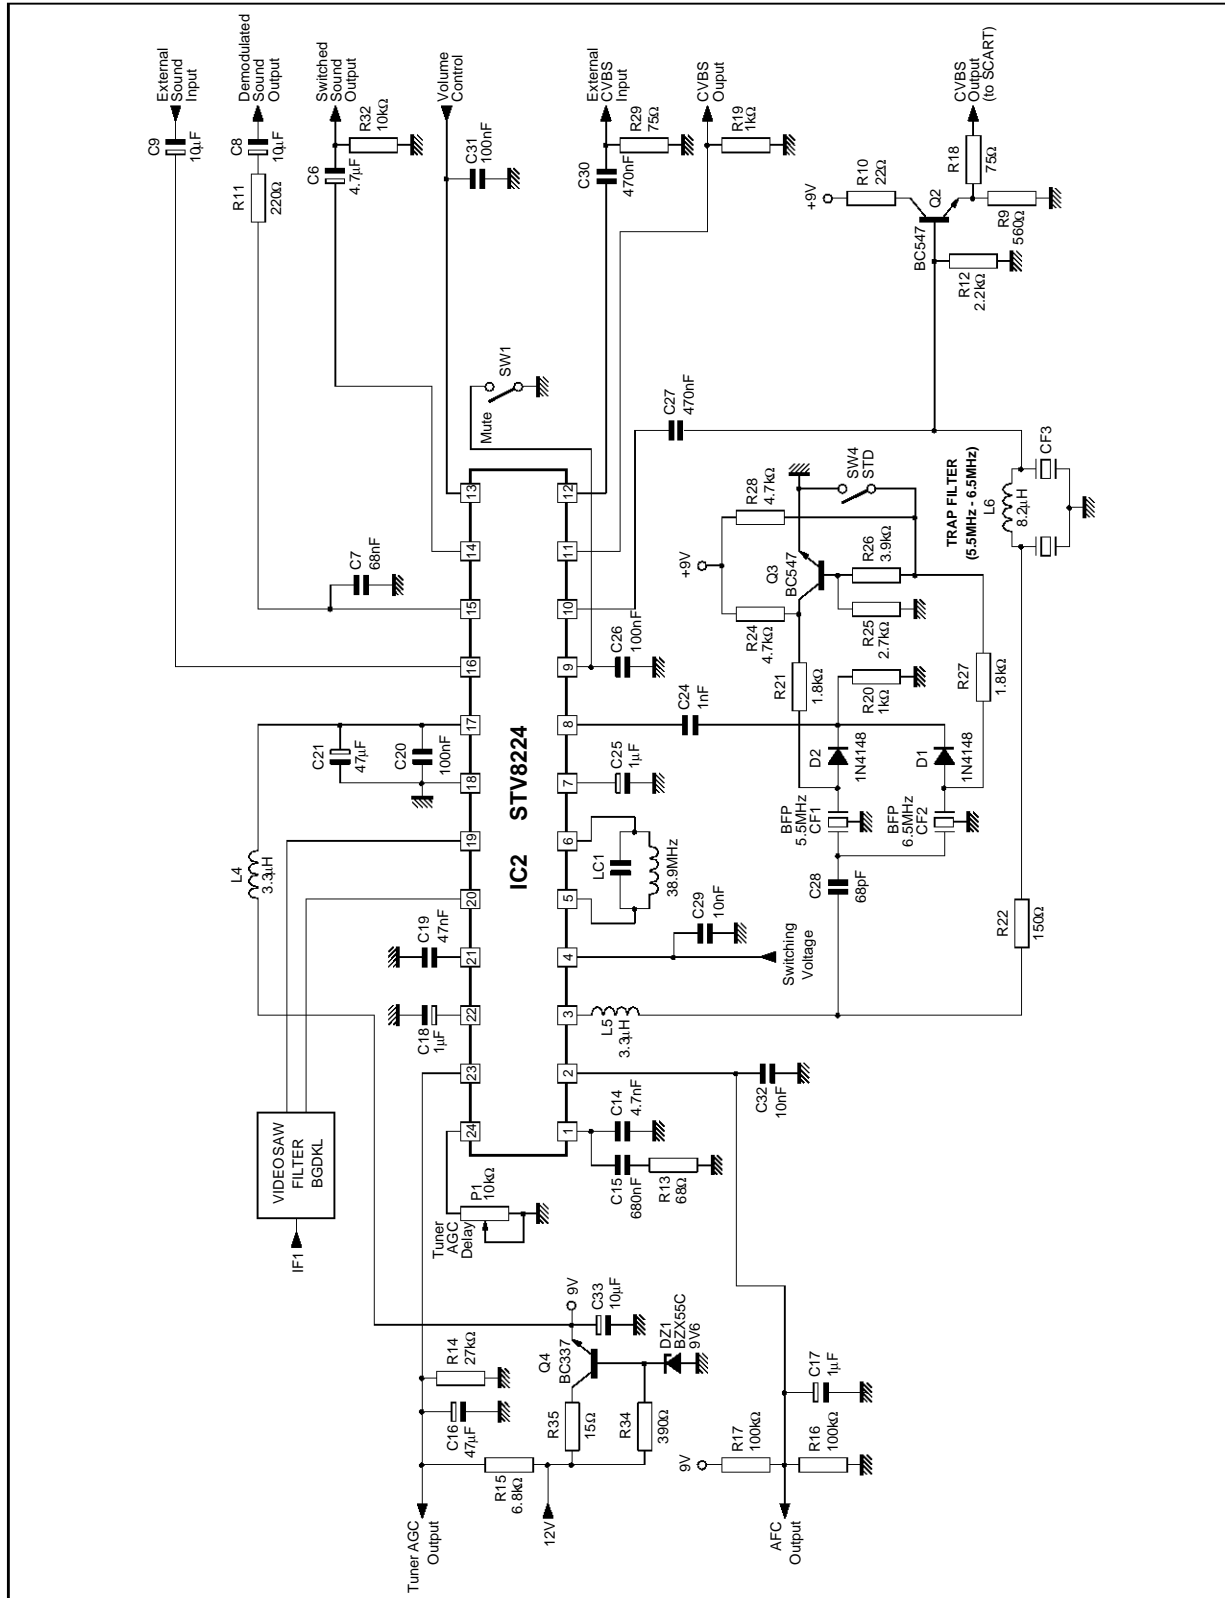 External
Sound
Input
Demodulated
Sound
Output
Switched
Sound
Output
Volume
Control
External
CVBS
Input
CVBS
Ouput
CVBS
Output
(to SCART)
C9
10µF
C8
10µF
R11
220Ω
R32
10kΩ
C6
4.7µF
C31
100nF
C30
470nF
R29
75Ω
R19
1kΩ
+9V
R10
22Ω
R18
75Ω
Q2
BC547
R9
560Ω
R12
2.2kΩ
SW1
Mute
C27
470nF
C7
68nF
13
14
15
16
17
18
19
20
21
22
23
24
12
11
10
9
8
7
6
5
4
3
2
1
IC2 STV8224
C26
100nF
+9V
R28
4.7kΩ
SW4
STD
Q3
BC547
R26
3.9kΩ
R24
4.7kΩ
R25
2.7kΩ
R21
1.8kΩ
R20
1kΩ
R27
1.8kΩ
TRAP FILTER
(5.5MHz - 6.5MHz)
L6
8.2µH
CF3
C24
1nF
D2
1N4148
D1
1N4148
BFP
5.5MHz
CF1
BFP
6.5MHz
CF2
C28
68pF
R22
150Ω
C21
47µF
C20
100nF
C25
1µF
LC1
38.9MHz
L4
3.3µH
C19
47nF
C29
10nF
Switching
Voltage
C18
1µF
L5
3.3µH
C32
10nF
C14
4.7nF
C15
680nF
R13
68Ω
VIDEO SAW
FILTER
BGDKL
IF1
P1
10kΩ
Tuner
AGC
Delay
9V
C33
10µF
Q4
BC337
DZ1
BZX55C
9V6
R14
27kΩ
C16
47µF
R35
15Ω
R34
390Ω
R15
6.8kΩ
12V
Tuner AGC
Output
9V
R17
100kΩ
R16
100kΩ
C17
1µF
AFC
Output